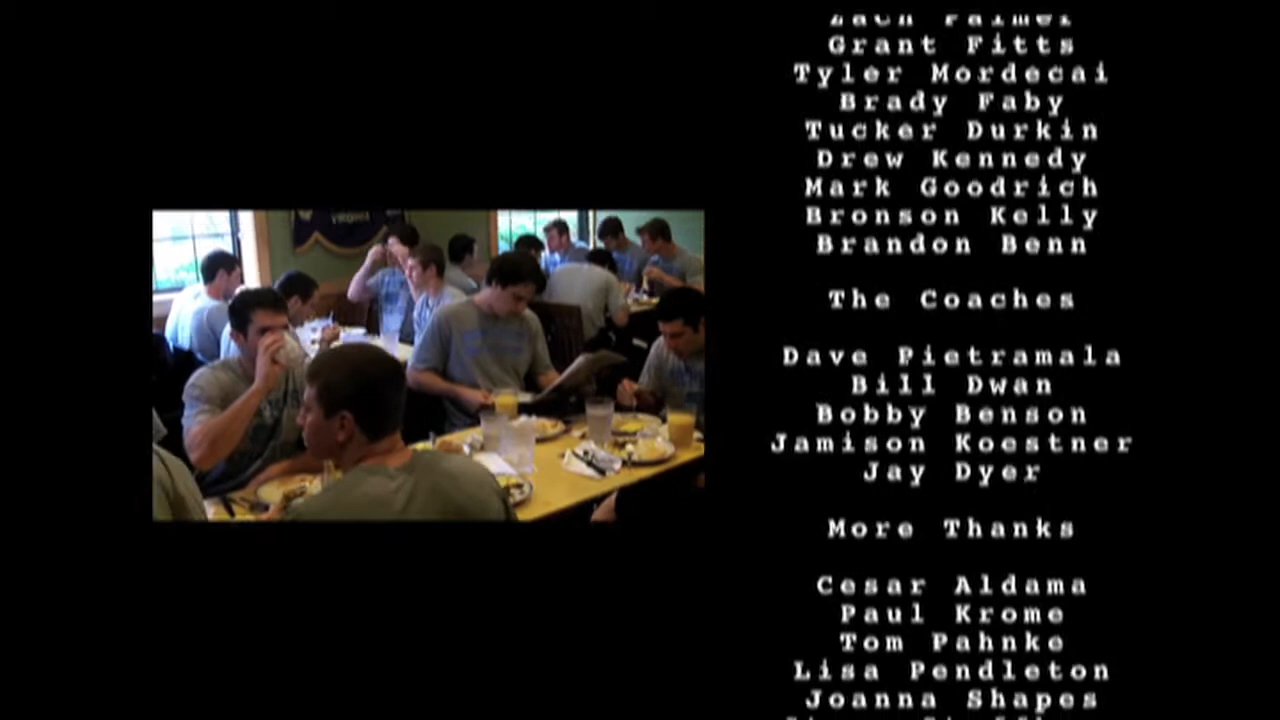 Zach Palmer
Grant Fitts
Tyler Mordecai
Brady Faby
Tucker Durkin
Drew Kennedy
Mark Goodrich
Bronson Kelly
Brandon Benn
The Coaches
Dave Pietramala
Bill Dwan
Bobby Benson
Jamison Koestner
Jay Dyer
More Thanks
Cesar Aldama
Paul Krome
Tom Pahnke
Lisa Pendleton
Joanna Shapes